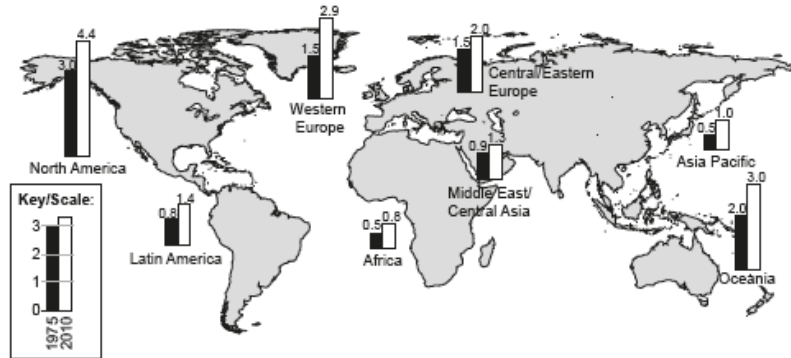 3.0
4.4
North America
1.5
2.9
Western
Europe
1.5
2.0
Central/Eastern
Europe
0.5
1.0
Asia Pacific
0.9
1.3
Middle East/
Central Asia
0.8
1.4
Latin America
0.5
0.8
Africa
2.0
3.0
Oceania
Key/Scale:
3
2
1
0
1975
2010